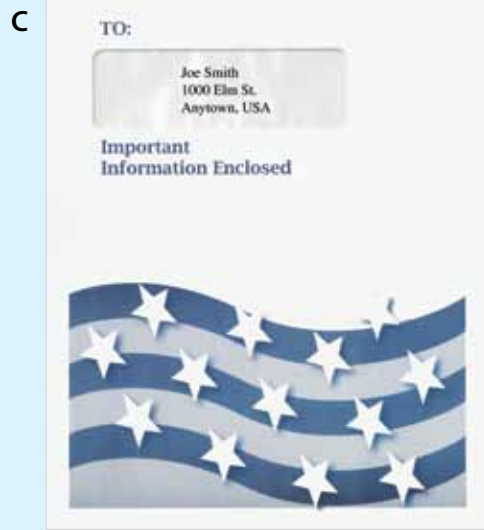 C
TO:
Joe Smith
1000 Elm St.
Anytown, USA
Important
Information Enclosed